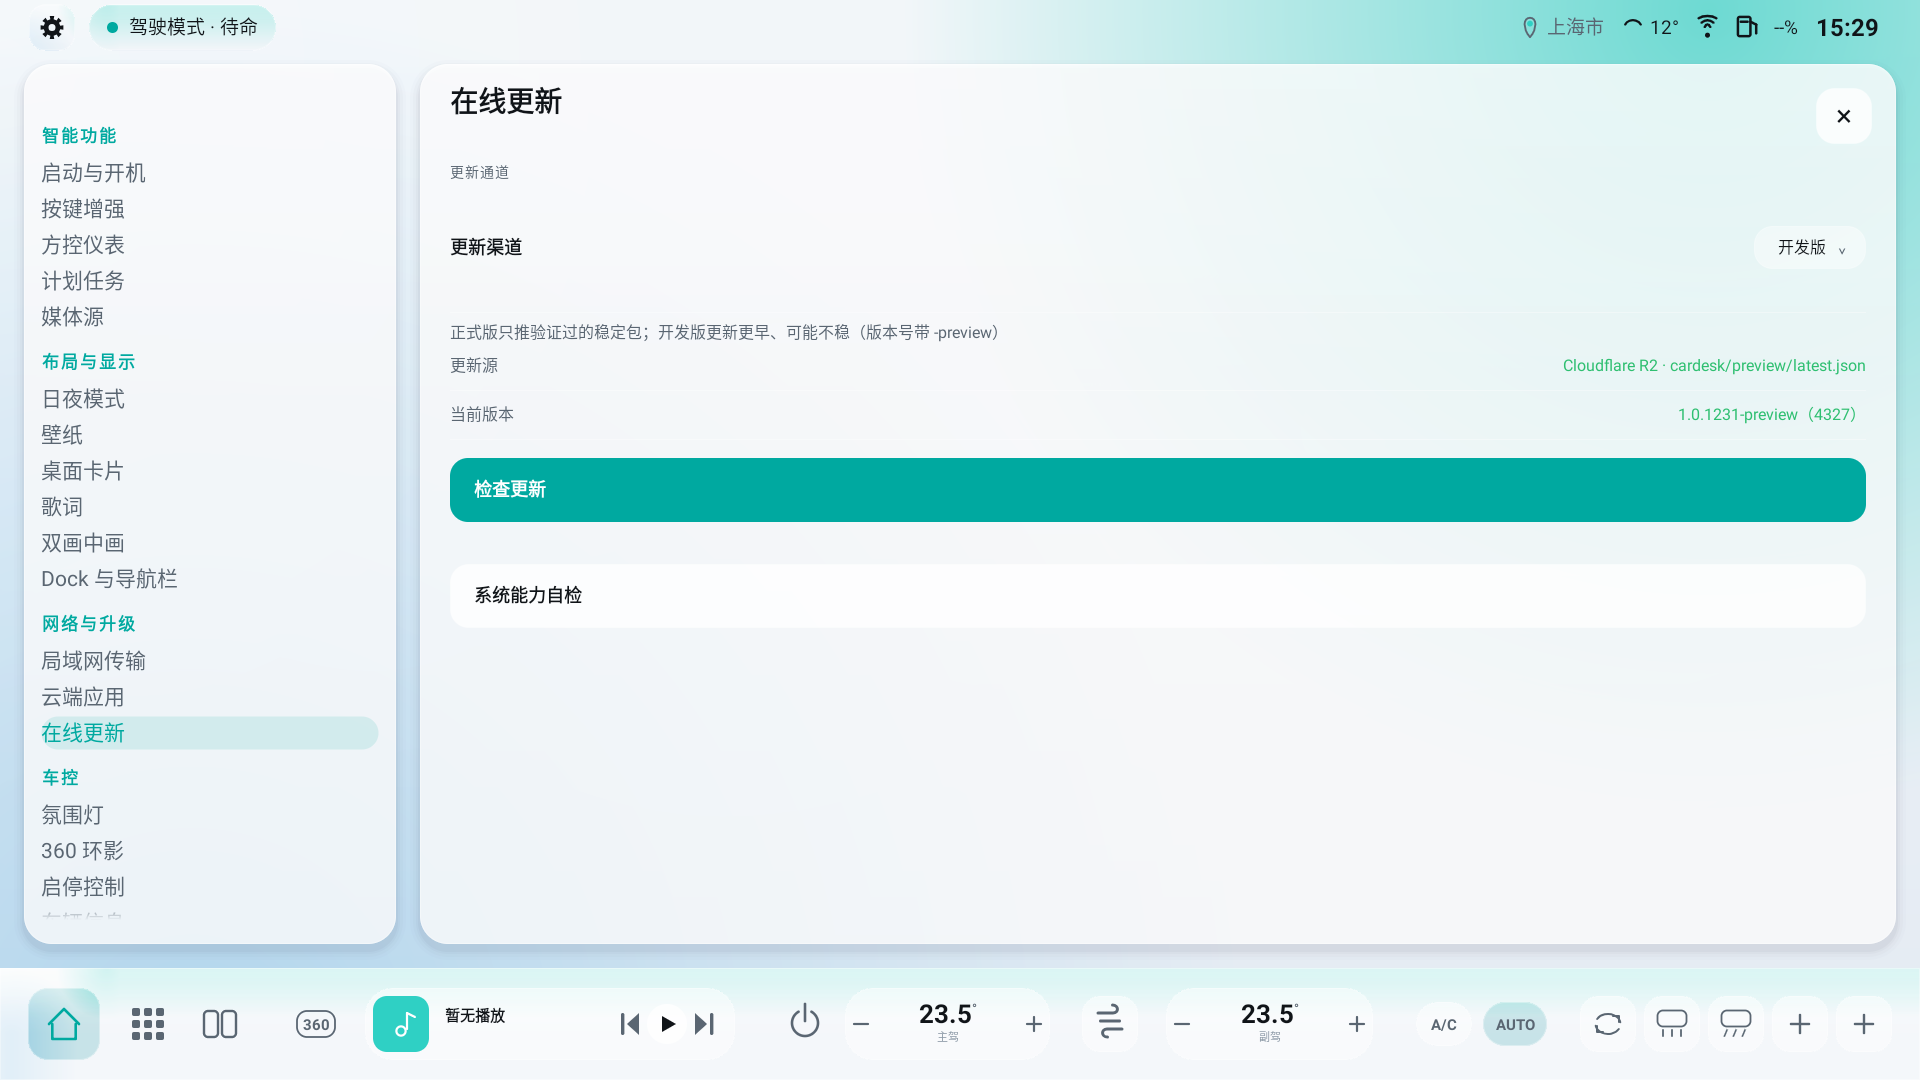 驾驶模式 · 待命
上海市
12°
--%
15:29
智能功能
启动与开机
按键增强
方控仪表
计划任务
媒体源
布局与显示
日夜模式
壁纸
桌面卡片
歌词
双画中画
Dock 与导航栏
网络与升级
局域网传输
云端应用
在线更新
车控
氛围灯
360 环影
启停控制
车辆信息
在线更新
更新通道
更新渠道
开发版
正式版只推验证过的稳定包；开发版更新更早、可能不稳（版本号带 -preview）
更新源
Cloudflare R2 · cardesk/preview/latest.json
当前版本
1.0.1231-preview（4327）
检查更新
系统能力自检
360
暂无播放
23.5°
主驾
23.5°
副驾
A/C
AUTO